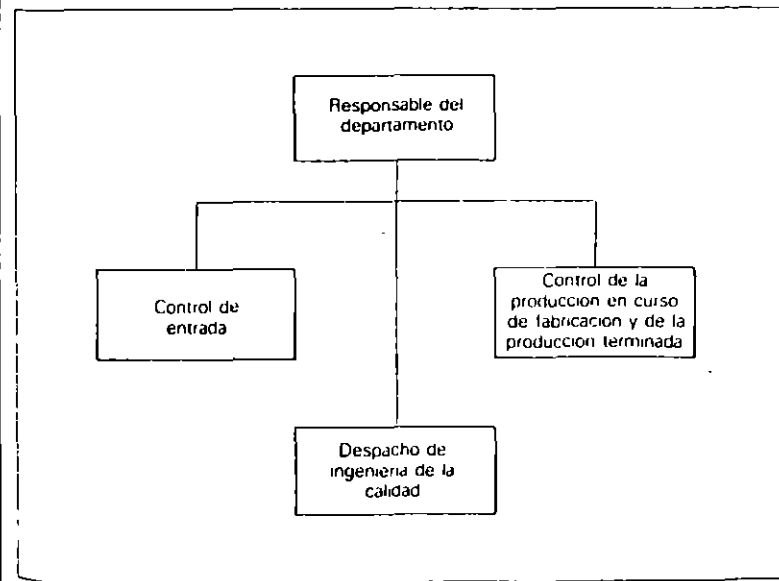 Responsable del
departamento
Control de
entrada
Control de la
produccion en curso
de fabricacion y de la
produccion terminada
Despacho de
ingenieria de la
calidad